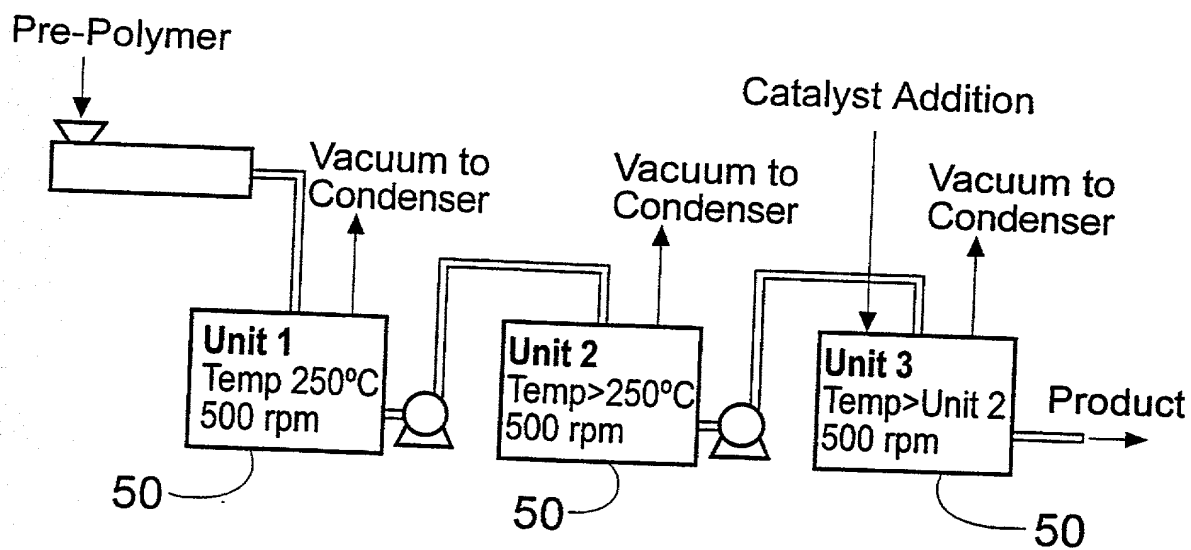 Pre-Polymer
Catalyst Addition
Vacuum to
Condenser
Vacuum to
Condenser
Vacuum to
Condenser
Unit 1
Temp 250ºC
500 rpm
Unit 2
Temp>250ºC
500 rpm
Unit 3
Temp>Unit 2
500 rpm
Product
50
50
50